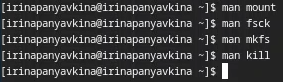 [irinapanyavkina@irinapanyavkina ~]$ man mount
[irinapanyavkina@irinapanyavkina ~]$ man fsck
[irinapanyavkina@irinapanyavkina ~]$ man mkfs
[irinapanyavkina@irinapanyavkina ~]$ man kill
[irinapanyavkina@irinapanyavkina ~]$